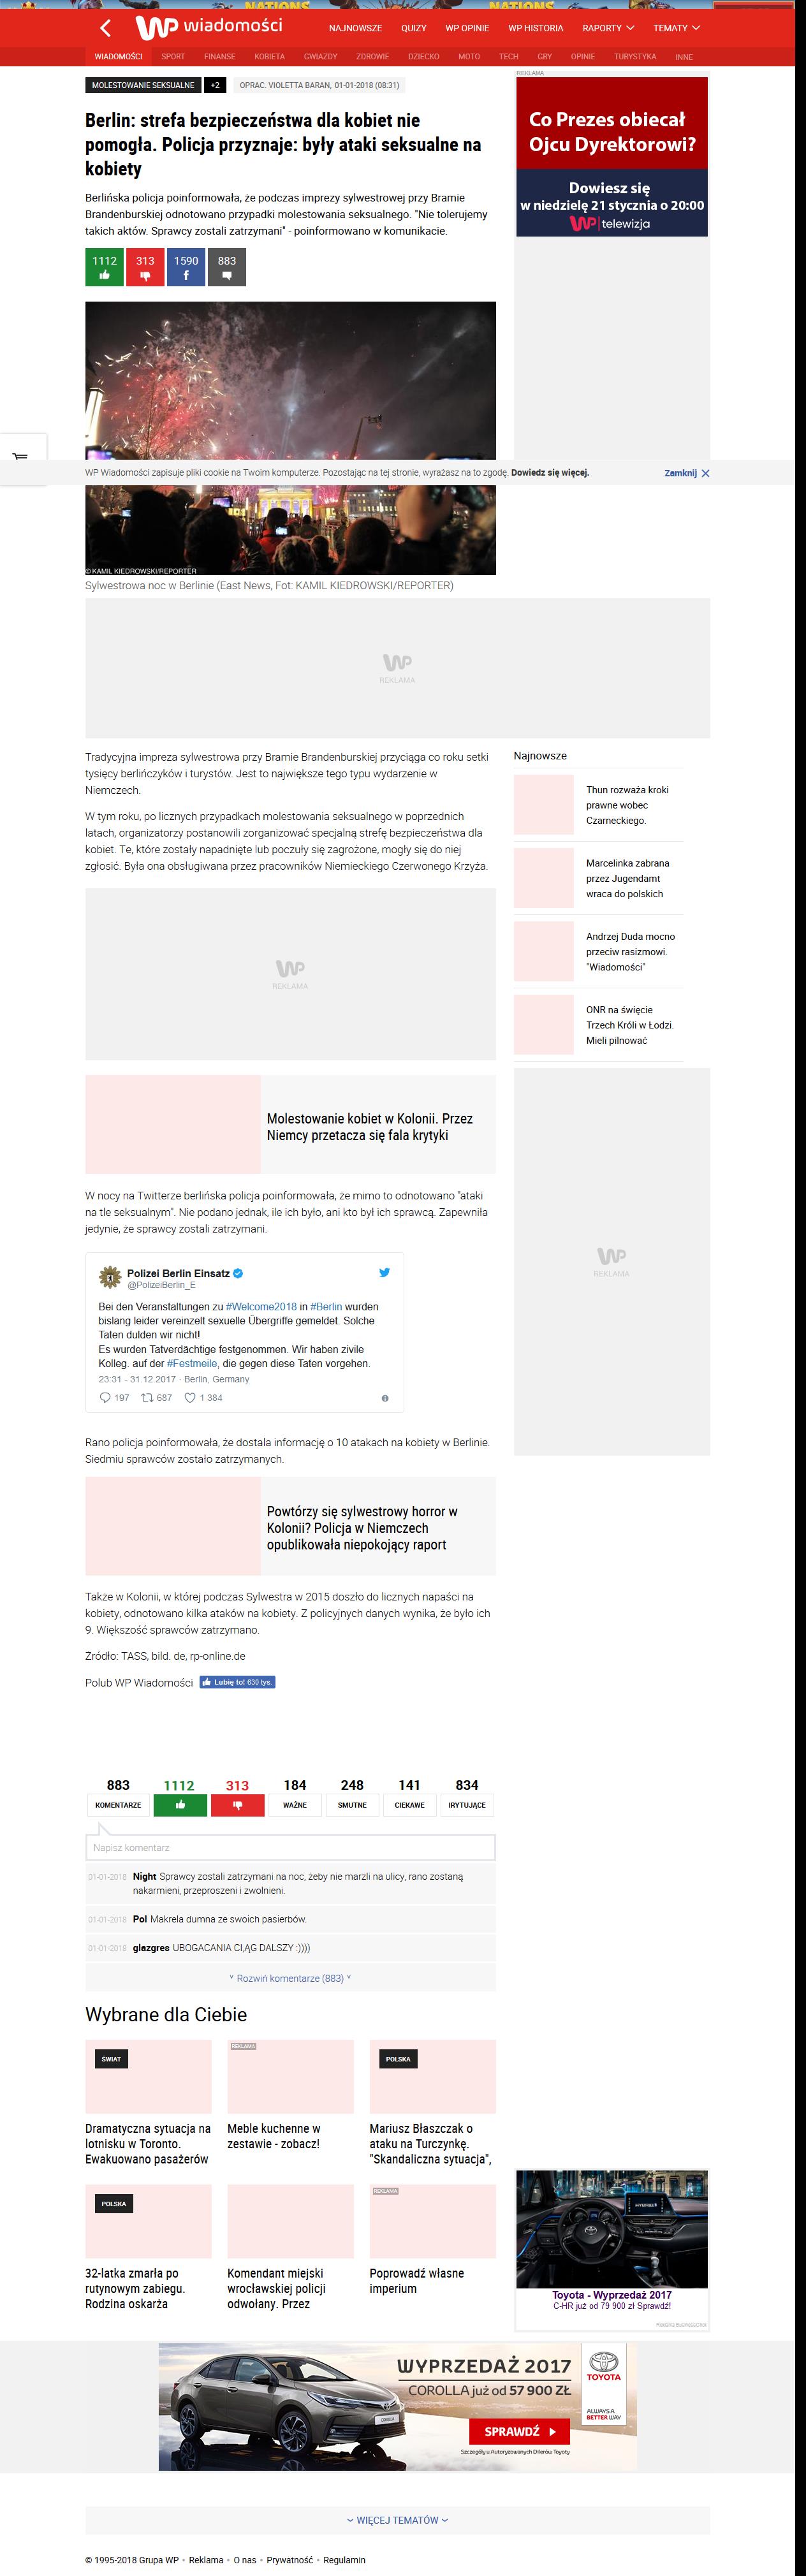 NATIONS NATIONS
WP wiadomości
NAJNOWSZE QUIZY WP OPINIE WP HISTORIA RAPORTY TEMATY
WIADOMOŚCI SPORT FINANSE KOBIETA GWIAZDY ZDROWIE DZIECKO MOTO TECH GRY OPINIE TURYSTYKA INNE
MOLESTOWANIE SEKSUALNE +2 OPRAC. VIOLETTA BARAN, 01-01-2018 (08:31)
Berlin: strefa bezpieczeństwa dla kobiet nie
pomogła. Policja przyznaje: były ataki seksualne na
kobiety
Berlińska policja poinformowała, że podczas imprezy sylwestrowej przy Bramie
Brandenburskiej odnotowano przypadki molestowania seksualnego. "Nie tolerujemy
takich aktów. Sprawcy zostali zatrzymani" - poinformowano w komunikacie.
1112 313 1590 883
REKLAMA
Co Prezes obiecał
Ojcu Dyrektorowi?
Dowiesz się
w niedzielę 21 stycznia o 20:00
WP telewizja
WP Wiadomości zapisuje pliki cookie na Twoim komputerze. Pozostając na tej stronie, wyrażasz na to zgodę. Dowiedz się więcej. Zamknij
© KAMIL KIEDROWSKI/REPORTER
Sylwestrowa noc w Berlinie (East News, Fot: KAMIL KIEDROWSKI/REPORTER)
WP
REKLAMA
Tradycyjna impreza sylwestrowa przy Bramie Brandenburskiej przyciąga co roku setki
tysięcy berlińczyków i turystów. Jest to największe tego typu wydarzenie w
Niemczech.
W tym roku, po licznych przypadkach molestowania seksualnego w poprzednich
latach, organizatorzy postanowili zorganizować specjalną strefę bezpieczeństwa dla
kobiet. Te, które zostały napadnięte lub poczuły się zagrożone, mogły się do niej
zgłosić. Była ona obsługiwana przez pracowników Niemieckiego Czerwonego Krzyża.
WP
REKLAMA
Molestowanie kobiet w Kolonii. Przez
Niemcy przetacza się fala krytyki
Najnowsze
Thun rozważa kroki
prawne wobec
Czarneckiego.
Marcelinka zabrana
przez Jugendamt
wraca do polskich
Andrzej Duda mocno
przeciw rasizmowi.
"Wiadomości"
ONR na święcie
Trzech Króli w Łodzi.
Mieli pilnować
WP
REKLAMA
W nocy na Twitterze berlińska policja poinformowała, że mimo to odnotowano "ataki
na tle seksualnym". Nie podano jednak, ile ich było, ani kto był ich sprawcą. Zapewniła
jedynie, że sprawcy zostali zatrzymani.
Polizei Berlin Einsatz
@PolizeiBerlin_E
Bei den Veranstaltungen zu #Welcome2018 in #Berlin wurden
bislang leider vereinzelt sexuelle Übergriffe gemeldet. Solche
Taten dulden wir nicht!
Es wurden Tatverdächtige festgenommen. Wir haben zivile
Kolleg. auf der #Festmeile, die gegen diese Taten vorgehen.
23:31 - 31.12.2017 · Berlin, Germany
197 687 1 384
Rano policja poinformowała, że dostala informację o 10 atakach na kobiety w Berlinie.
Siedmiu sprawców zostało zatrzymanych.
Powtórzy się sylwestrowy horror w
Kolonii? Policja w Niemczech
opublikowała niepokojący raport
Także w Kolonii, w której podczas Sylwestra w 2015 doszło do licznych napaści na
kobiety, odnotowano kilka ataków na kobiety. Z policyjnych danych wynika, że było ich
9. Większość sprawców zatrzymano.
Źródło: TASS, bild. de, rp-online.de
Polub WP Wiadomości Lubię to! 630 tys.
883 1112 313 184 248 141 834
KOMENTARZE WAŻNE SMUTNE CIEKAWE IRYTUJĄCE
Napisz komentarz
01-01-2018 Night Sprawcy zostali zatrzymani na noc, żeby nie marzli na ulicy, rano zostaną
nakarmieni, przeproszeni i zwolnieni.
01-01-2018 Pol Makrela dumna ze swoich pasierbów.
01-01-2018 glazgres UBOGACANIA CI,ĄG DALSZY :))))
Rozwiń komentarze (883)
Wybrane dla Ciebie
ŚWIAT REKLAMA POLSKA
Dramatyczna sytuacja na
lotnisku w Toronto.
Ewakuowano pasażerów
Meble kuchenne w
zestawie - zobacz!
Mariusz Błaszczak o
ataku na Turczynkę.
"Skandaliczna sytuacja",
POLSKA REKLAMA
32-latka zmarła po
rutynowym zabiegu.
Rodzina oskarża
Komendant miejski
wrocławskiej policji
odwołany. Przez
Poprowadź własne
imperium
Toyota - Wyprzedaż 2017
C-HR już od 79 900 zł Sprawdź!
Reklama BusinessClick
WYPRZEDAŻ 2017
COROLLA już od 57 900 ZŁ
SPRAWDŹ
Szczegóły u Autoryzowanych Dilerów Toyoty
TOYOTA
ALWAYS A
BETTER WAY
COROLLA
WIĘCEJ TEMATÓW
© 1995-2018 Grupa WP • Reklama • O nas • Prywatność • Regulamin